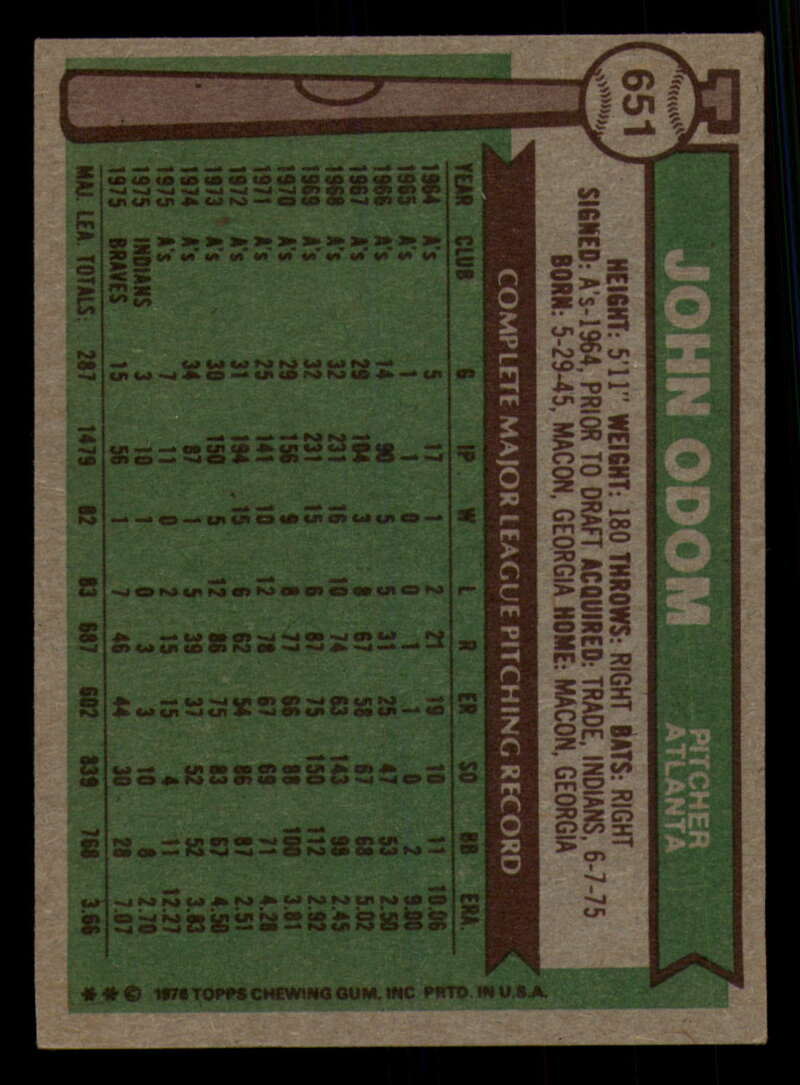 651
JOHN ODOM
PITCHER
ATLANTA
HEIGHT: 5'11" WEIGHT: 180 THROWS: RIGHT BATS: RIGHT
SIGNED: A's-1964, PRIOR TO DRAFT ACQUIRED: TRADE, INDIANS, 6-7-75
BORN: 5-29-45, MACON, GEORGIA HOME: MACON, GEORGIA
COMPLETE MAJOR LEAGUE PITCHING RECORD
YEAR CLUB G IP W L R ER SO BB ERA.
1964 A's 5 17 1 2 21 19 10 11 10.06
1965 A's 1 1 0 0 1 1 0 2 9.00
1966 A's 14 90 5 5 31 25 47 53 2.50
1967 A's 29 104 3 8 67 58 67 68 5.02
1968 A's 32 231 16 10 74 63 143 98 2.45
1969 A's 32 231 15 6 87 75 150 112 2.92
1970 A's 29 156 9 8 77 66 88 100 3.81
1971 A's 25 141 10 12 78 67 69 71 4.28
1972 A's 31 194 15 6 62 54 86 87 2.51
1973 A's 30 150 5 12 86 75 83 67 4.50
1974 A's 34 87 1 5 39 37 52 52 3.83
1975 A's 7 11 0 2 15 15 4 11 12.27
1975 INDIANS 3 10 1 0 3 3 10 8 2.70
1975 BRAVES 15 56 1 7 46 44 30 28 7.07
MAJ. LEA. TOTALS: 287 1479 82 83 687 602 839 768 3.66
* * © 1976 TOPPS CHEWING GUM, INC PRTD. IN U.S.A.